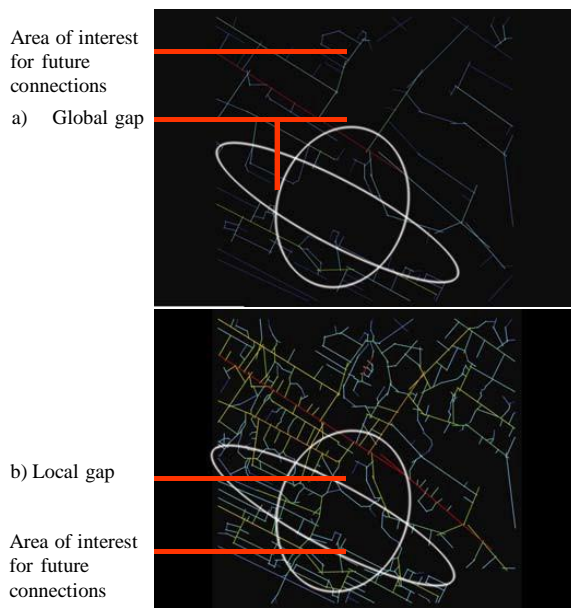 Area of interest
for future
connections
a) Global gap
b) Local gap
Area of interest
for future
connections